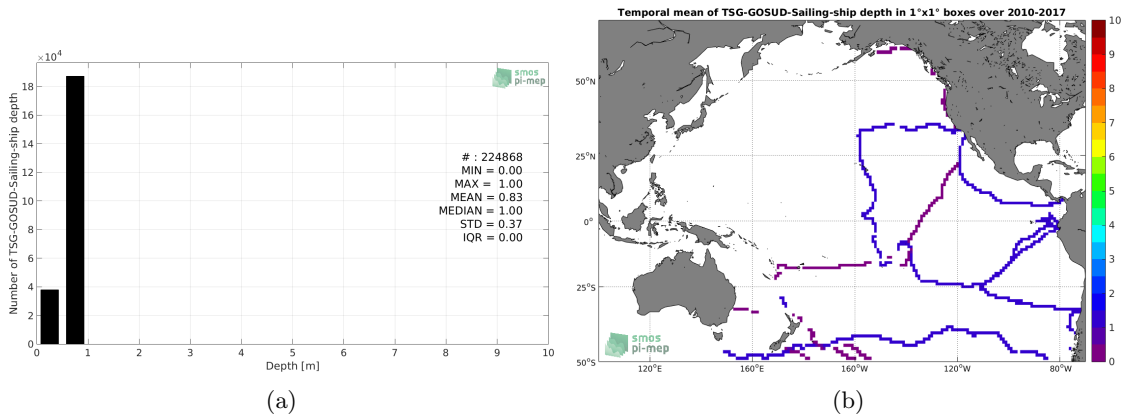 ×10⁴
18
16
14
12
10
8
6
4
2
0
Number of TSG-GOSUD-Sailing-ship depth
smos
pi-mep
# : 224868
MIN = 0.00
MAX = 1.00
MEAN = 0.83
MEDIAN = 1.00
STD = 0.37
IQR = 0.00
0 1 2 3 4 5 6 7 8 9 10
Depth [m]
(a)
Temporal mean of TSG-GOSUD-Sailing-ship depth in 1°x1° boxes over 2010-2017
50°N
25°N
0°
25°S
50°S
120°E 160°E 160°W 120°W 80°W
smos
pi-mep
10
9
8
7
6
5
4
3
2
1
0
(b)